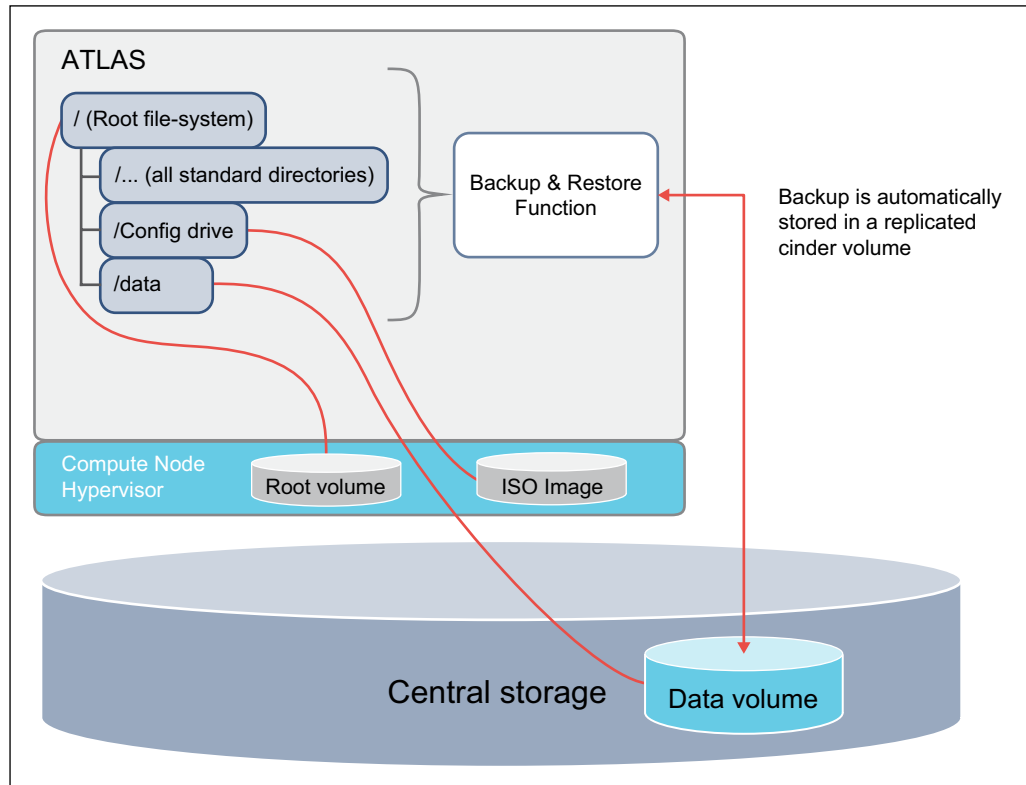 ATLAS
/ (Root file-system)
/... (all standard directories)
/Config drive
/data
Backup & Restore
Function
Backup is automatically
stored in a replicated
cinder volume
Compute Node
Hypervisor
Root volume
ISO Image
Central storage
Data volume